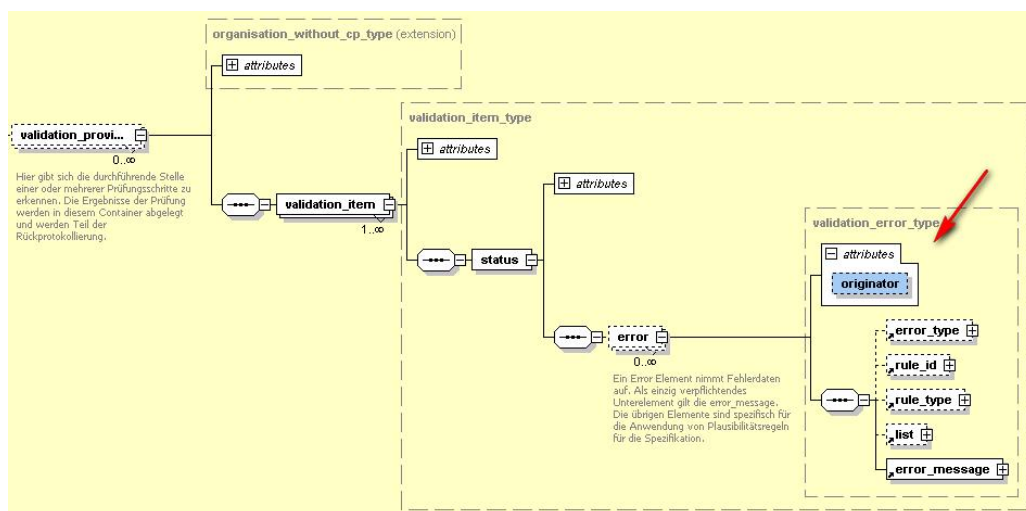 organisation_without_cp_type (extension)
attributes
validation_provi...
0..∞
Hier gibt sich die durchführende Stelle
einer oder mehrerer Prüfungsschritte zu
erkennen. Die Ergebnisse der Prüfung
werden in diesem Container abgelegt
und werden Teil der
Rückprotokollierung.
validation_item
1..∞
validation_item_type
attributes
status
attributes
error
0..∞
Ein Error Element nimmt Fehlerdaten
auf. Als einzig verpflichtendes
Unterelement gilt die error_message.
Die übrigen Elemente sind spezifisch für
die Anwendung von Plausibilitätsregeln
für die Spezifikation.
validation_error_type
attributes
originator
error_type
rule_id
rule_type
list
error_message